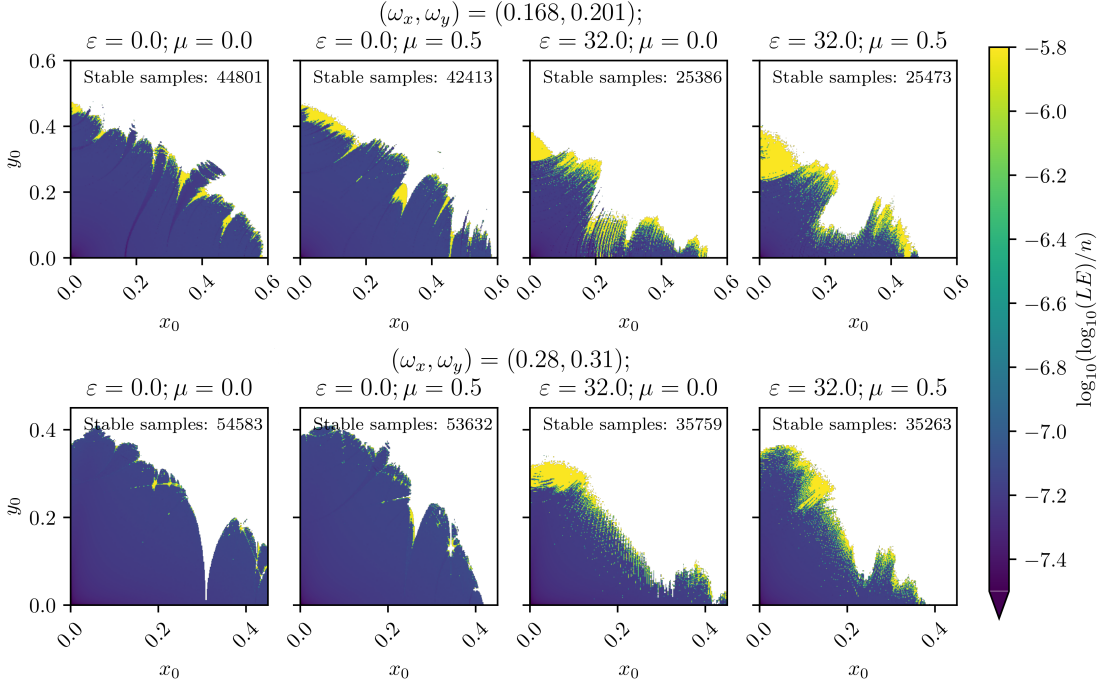 (ωx, ωy) = (0.168, 0.201);
ε = 0.0; μ = 0.0
ε = 0.0; μ = 0.5
ε = 32.0; μ = 0.0
ε = 32.0; μ = 0.5
Stable samples: 44801
Stable samples: 42413
Stable samples: 25386
Stable samples: 25473
0.6
0.4
0.2
0.0
y0
0.0 0.2 0.4 0.6
0.0 0.2 0.4 0.6
0.0 0.2 0.4 0.6
0.0 0.2 0.4 0.6
x0
x0
x0
x0
(ωx, ωy) = (0.28, 0.31);
ε = 0.0; μ = 0.0
ε = 0.0; μ = 0.5
ε = 32.0; μ = 0.0
ε = 32.0; μ = 0.5
Stable samples: 54583
Stable samples: 53632
Stable samples: 35759
Stable samples: 35263
0.4
0.2
0.0
y0
0.0 0.2 0.4
0.0 0.2 0.4
0.0 0.2 0.4
0.0 0.2 0.4
x0
x0
x0
x0
−5.8
−6.0
−6.2
−6.4
−6.6
−6.8
−7.0
−7.2
−7.4
log10(log10(LE)/n)